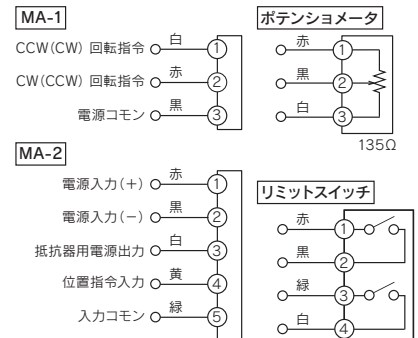 MA-1
CCW(CW) 回転指令 白 1
CW(CCW) 回転指令 赤 2
電源コモン 黒 3
MA-2
電源入力(+) 赤 1
電源入力(−) 黒 2
抵抗器用電源出力 白 3
位置指令入力 黄 4
入力コモン 緑 5
ポテンショメータ
赤 1
黒 2
白 3
135Ω
リミットスイッチ
赤 1
黒 2
緑 3
白 4